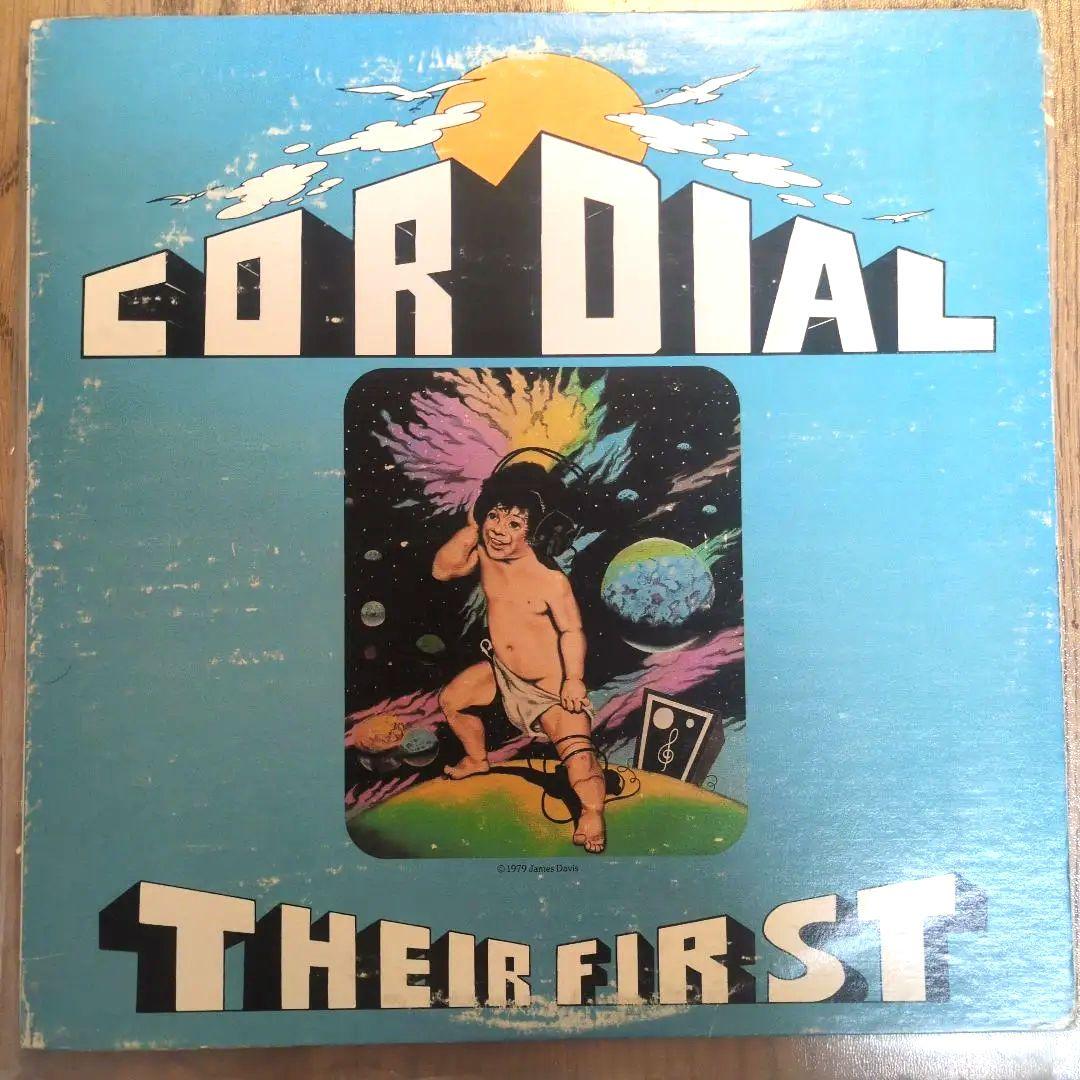 CORDIAL
©1979 James Davis
THEIR FIRST